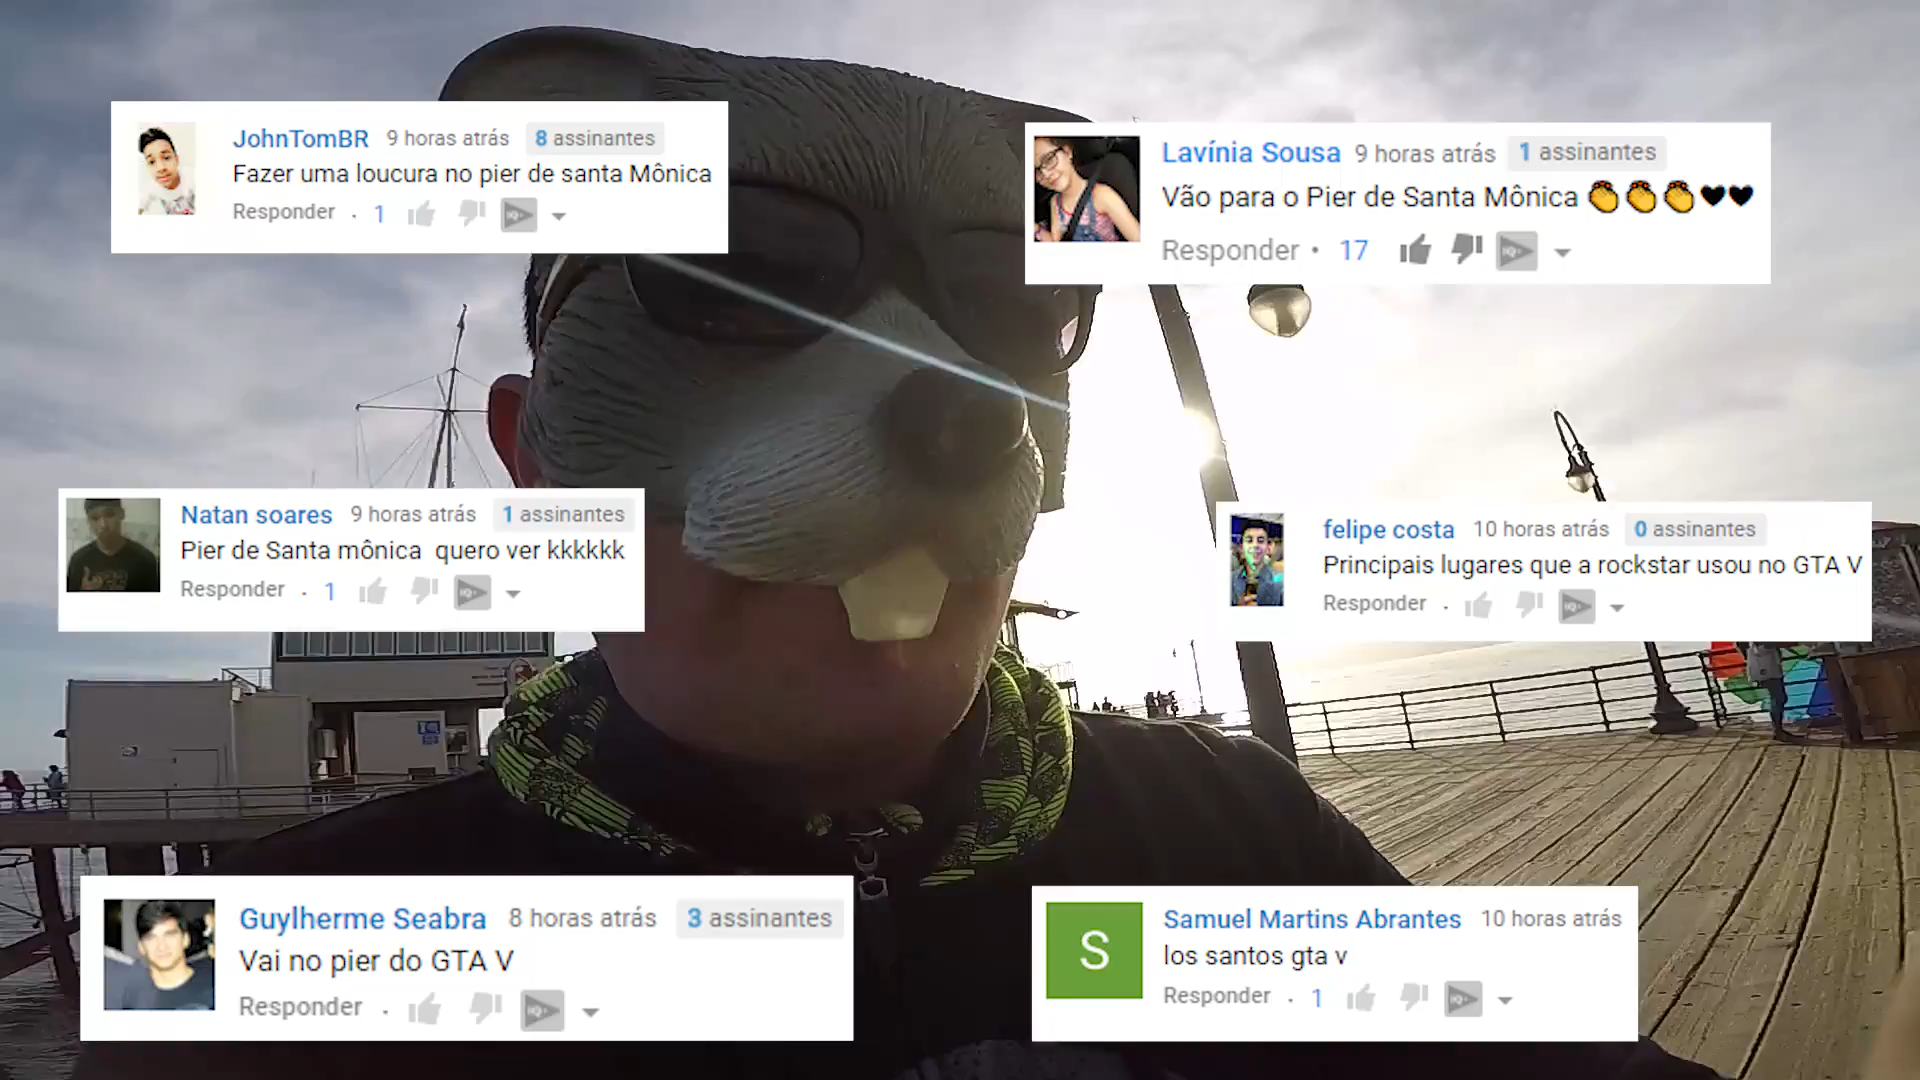 JohnTomBR 9 horas atrás 8 assinantes
Fazer uma loucura no pier de santa Mônica
Responder · 1
Lavínia Sousa 9 horas atrás 1 assinantes
Vão para o Pier de Santa Mônica 👏👏👏🖤🖤
Responder · 17
Natan soares 9 horas atrás 1 assinantes
Pier de Santa mônica quero ver kkkkkk
Responder · 1
felipe costa 10 horas atrás 0 assinantes
Principais lugares que a rockstar usou no GTA V
Responder ·
Guylherme Seabra 8 horas atrás 3 assinantes
Vai no pier do GTA V
Responder ·
S
Samuel Martins Abrantes 10 horas atrás
los santos gta v
Responder · 1